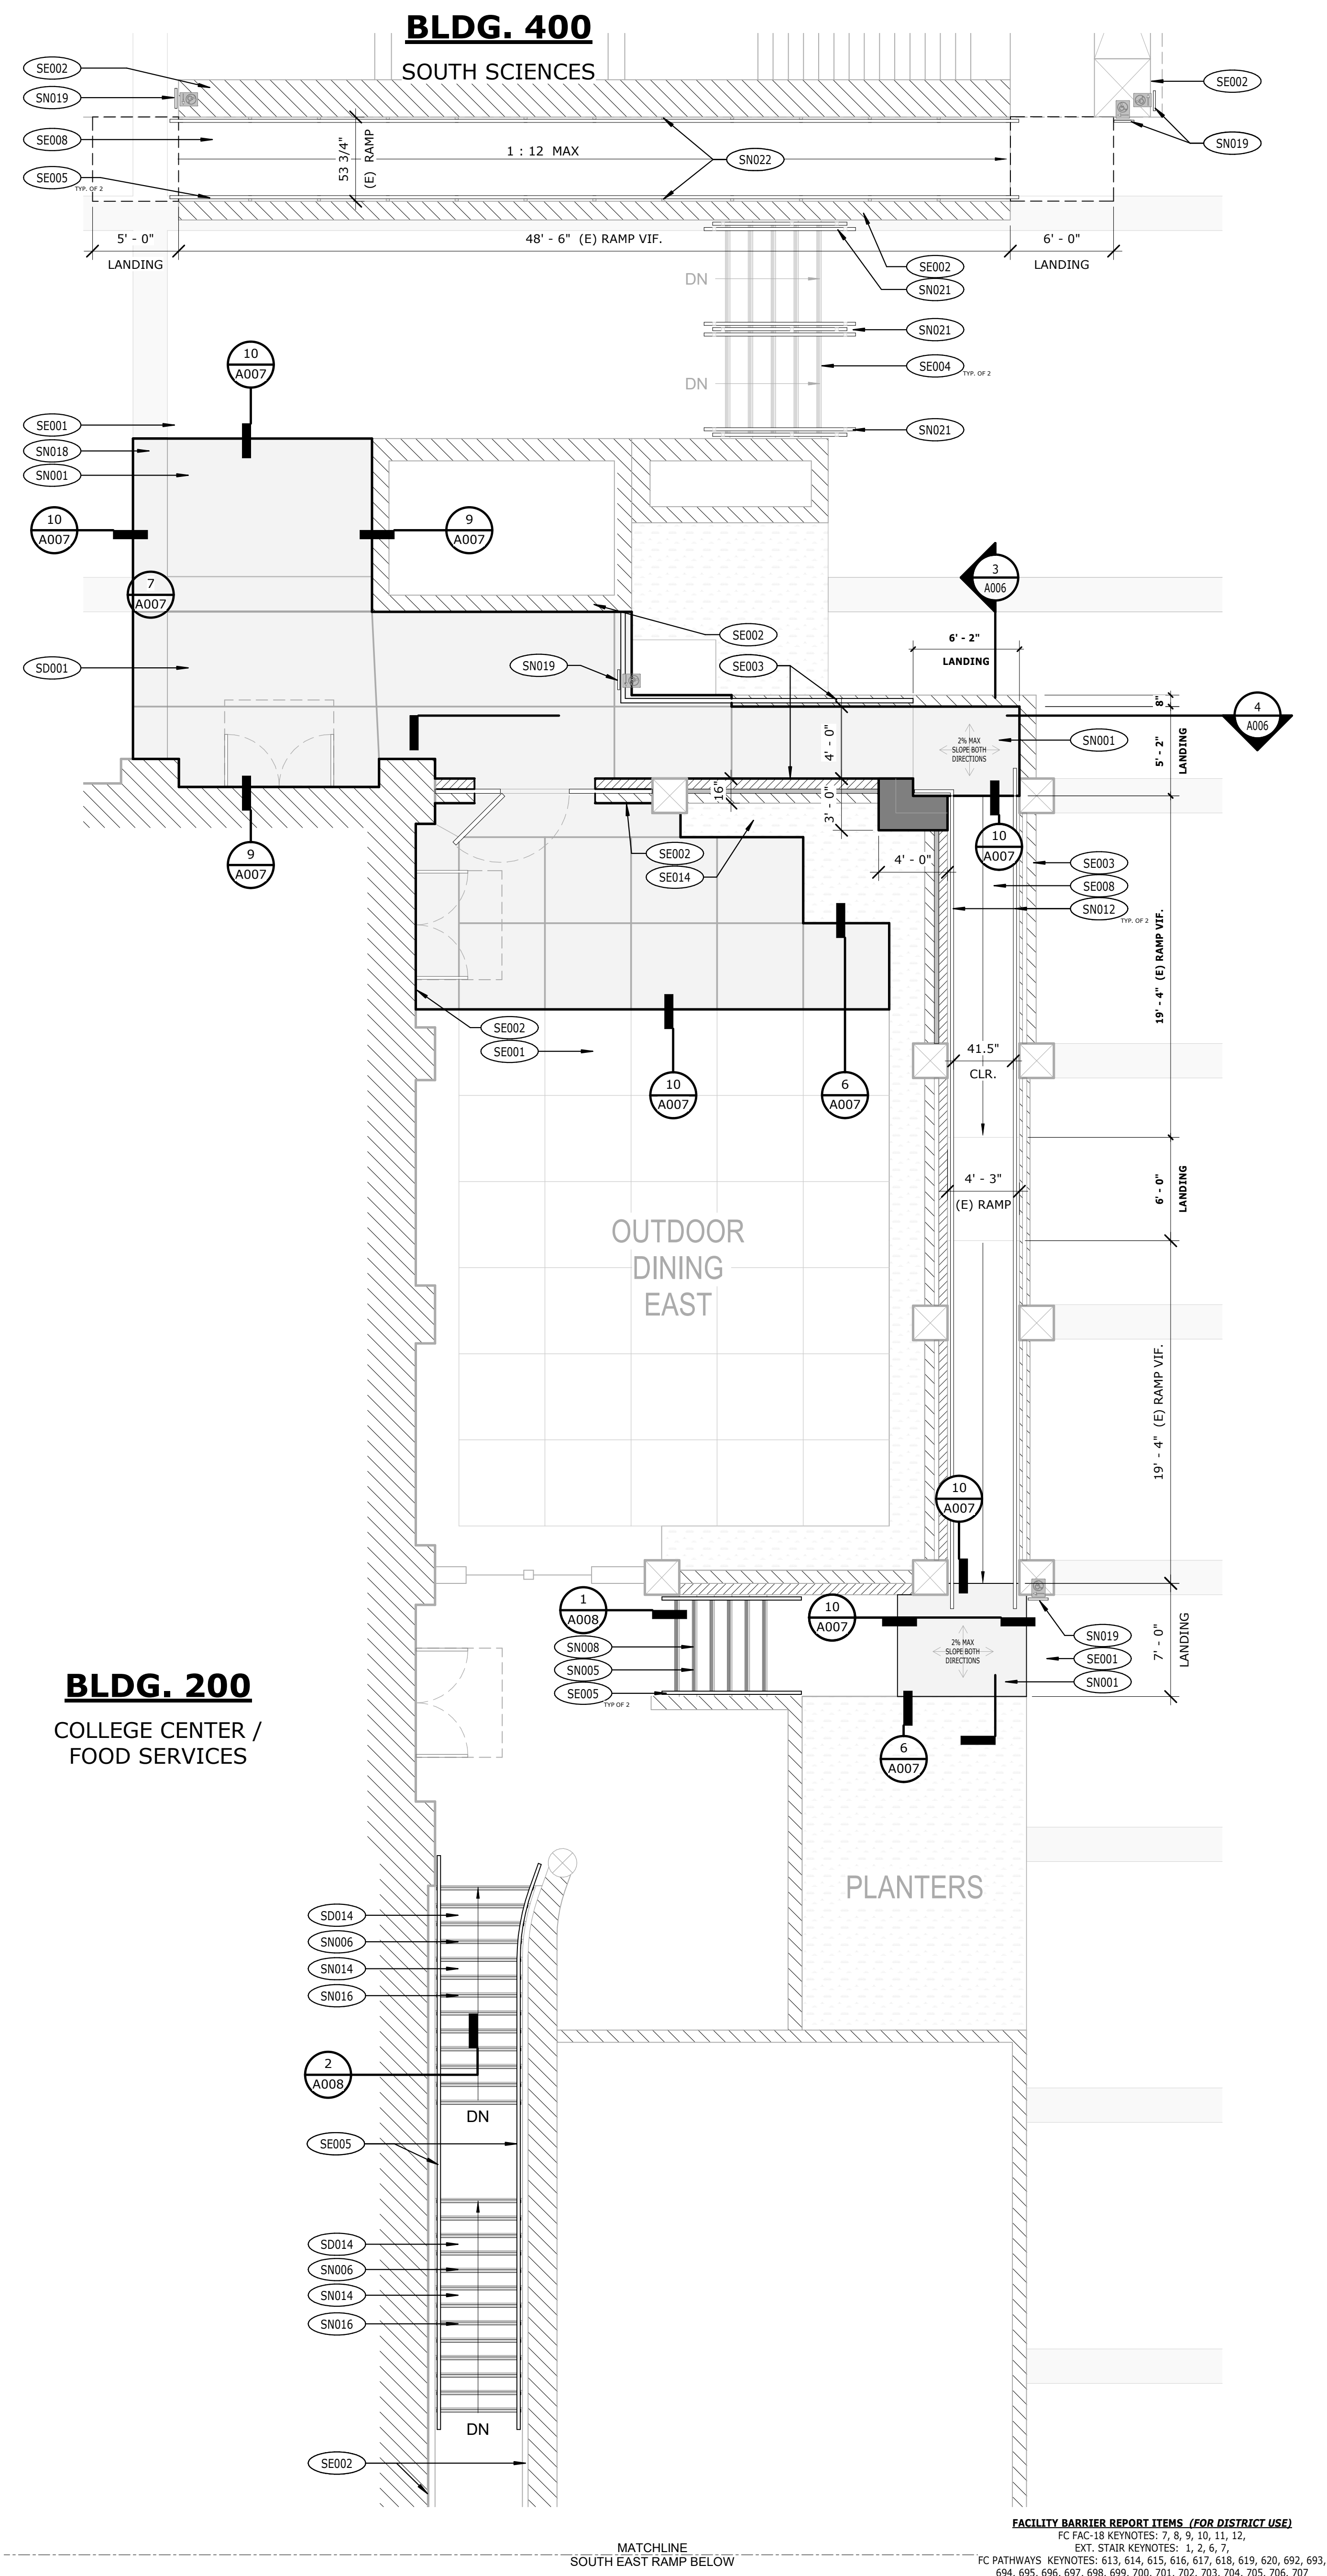 BLDG. 400
SOUTH SCIENCES
SE002
SN019
SE008
SE005
TYP. OF 2
53 3/4"
(E) RAMP
1 : 12 MAX
SN022
SE002
SN019
5' - 0"
LANDING
48' - 6" (E) RAMP VIF.
6' - 0"
LANDING
SE002
SN021
DN
SN021
SE004
TYP. OF 2
DN
SN021
10
A007
SE001
SN018
SN001
10
A007
9
A007
7
A007
3
A006
SE002
6' - 2"
LANDING
SD001
SN019
SE003
8"
4
A006
5' - 2"
LANDING
SN001
2% MAX
SLOPE BOTH
DIRECTIONS
4' - 0"
16"
3' - 0"
10
A007
9
A007
SE002
SE014
4' - 0"
SE003
SE008
SN012
TYP. OF 2
19' - 4" (E) RAMP VIF.
SE002
SE001
41.5"
CLR.
10
A007
6
A007
4' - 3"
(E) RAMP
6' - 0"
LANDING
OUTDOOR
DINING
EAST
19' - 4" (E) RAMP VIF.
10
A007
1
A008
10
A007
SN008
SN005
SE005
TYP OF 2
2% MAX
SLOPE BOTH
DIRECTIONS
SN019
SE001
SN001
7' - 0"
LANDING
BLDG. 200
COLLEGE CENTER /
FOOD SERVICES
6
A007
PLANTERS
SD014
SN006
SN014
SN016
2
A008
DN
SE005
SD014
SN006
SN014
SN016
DN
SE002
FACILITY BARRIER REPORT ITEMS (FOR DISTRICT USE)
FC FAC-18 KEYNOTES: 7, 8, 9, 10, 11, 12,
EXT. STAIR KEYNOTES: 1, 2, 6, 7,
FC PATHWAYS KEYNOTES: 613, 614, 615, 616, 617, 618, 619, 620, 692, 693,
694, 695, 696, 697, 698, 699, 700, 701, 702, 703, 704, 705, 706, 707
MATCHLINE
SOUTH EAST RAMP BELOW